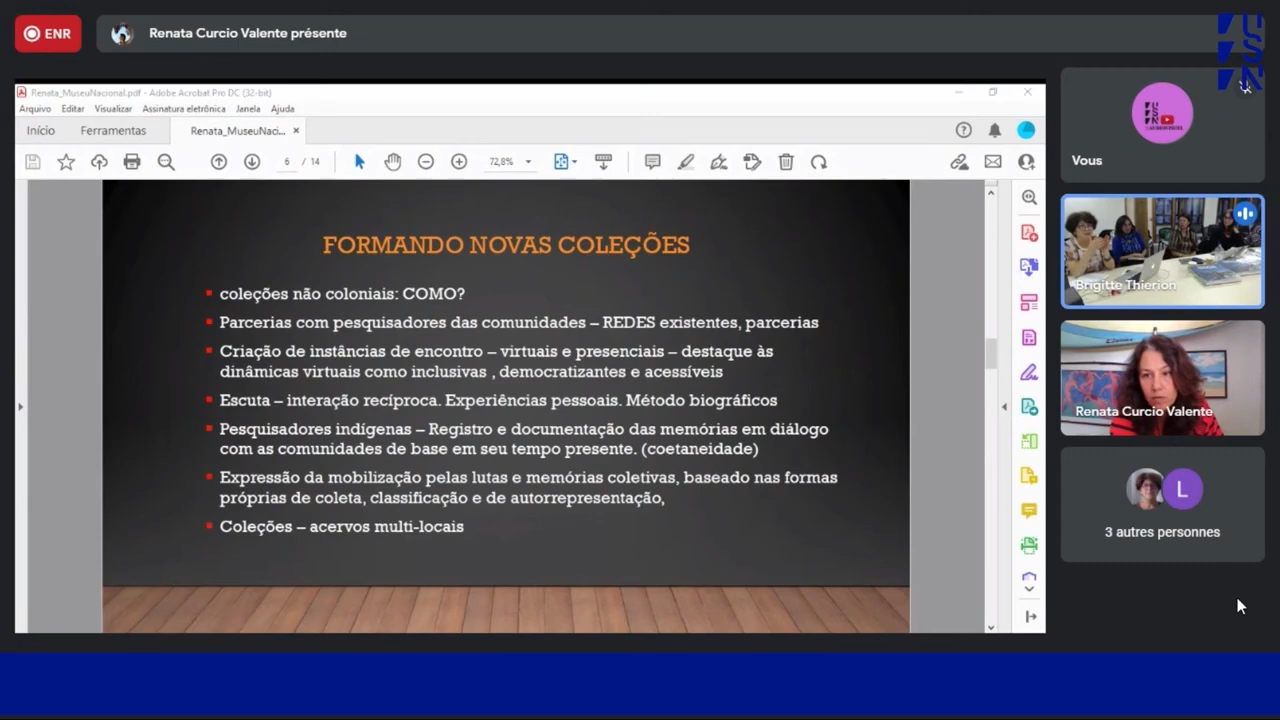 ENR
Renata Curcio Valente présente
Renata_MuseuNacional.pdf - Adobe Acrobat Pro DC (32-bit)
Arquivo Editar Visualizar Assinatura eletrônica Janela Ajuda
Início Ferramentas Renata_MuseuNaci... ×
6 / 14 72,8%
FORMANDO NOVAS COLEÇÕES
coleções não coloniais: COMO?
Parcerias com pesquisadores das comunidades – REDES existentes, parcerias
Criação de instâncias de encontro – virtuais e presenciais – destaque às
dinâmicas virtuais como inclusivas , democratizantes e acessíveis
Escuta – interação recíproca. Experiências pessoais. Método biográficos
Pesquisadores indígenas – Registro e documentação das memórias em diálogo
com as comunidades de base em seu tempo presente. (coetaneidade)
Expressão da mobilização pelas lutas e memórias coletivas, baseado nas formas
próprias de coleta, classificação e de autorrepresentação,
Coleções – acervos multi-locais
USN
Vous
Brigitte Thierion
Renata Curcio Valente
L
3 autres personnes